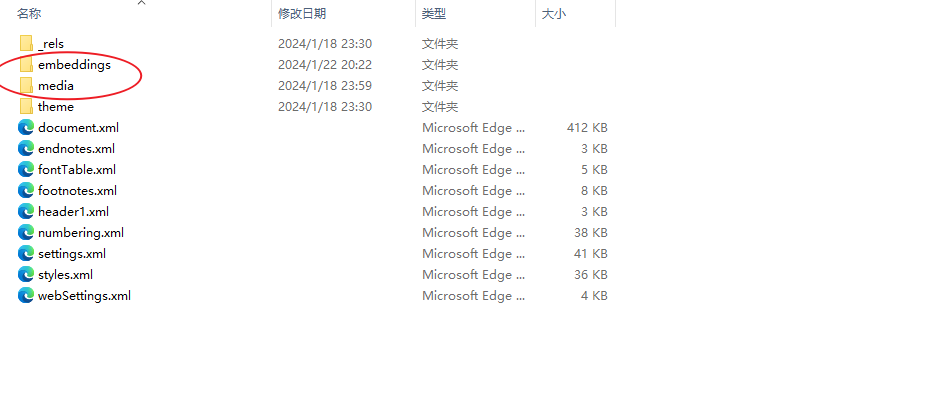 名称 修改日期 类型 大小
_rels 2024/1/18 23:30 文件夹
embeddings 2024/1/22 20:22 文件夹
media 2024/1/18 23:59 文件夹
theme 2024/1/18 23:30 文件夹
document.xml Microsoft Edge ... 412 KB
endnotes.xml Microsoft Edge ... 3 KB
fontTable.xml Microsoft Edge ... 5 KB
footnotes.xml Microsoft Edge ... 8 KB
header1.xml Microsoft Edge ... 3 KB
numbering.xml Microsoft Edge ... 38 KB
settings.xml Microsoft Edge ... 41 KB
styles.xml Microsoft Edge ... 36 KB
webSettings.xml Microsoft Edge ... 4 KB